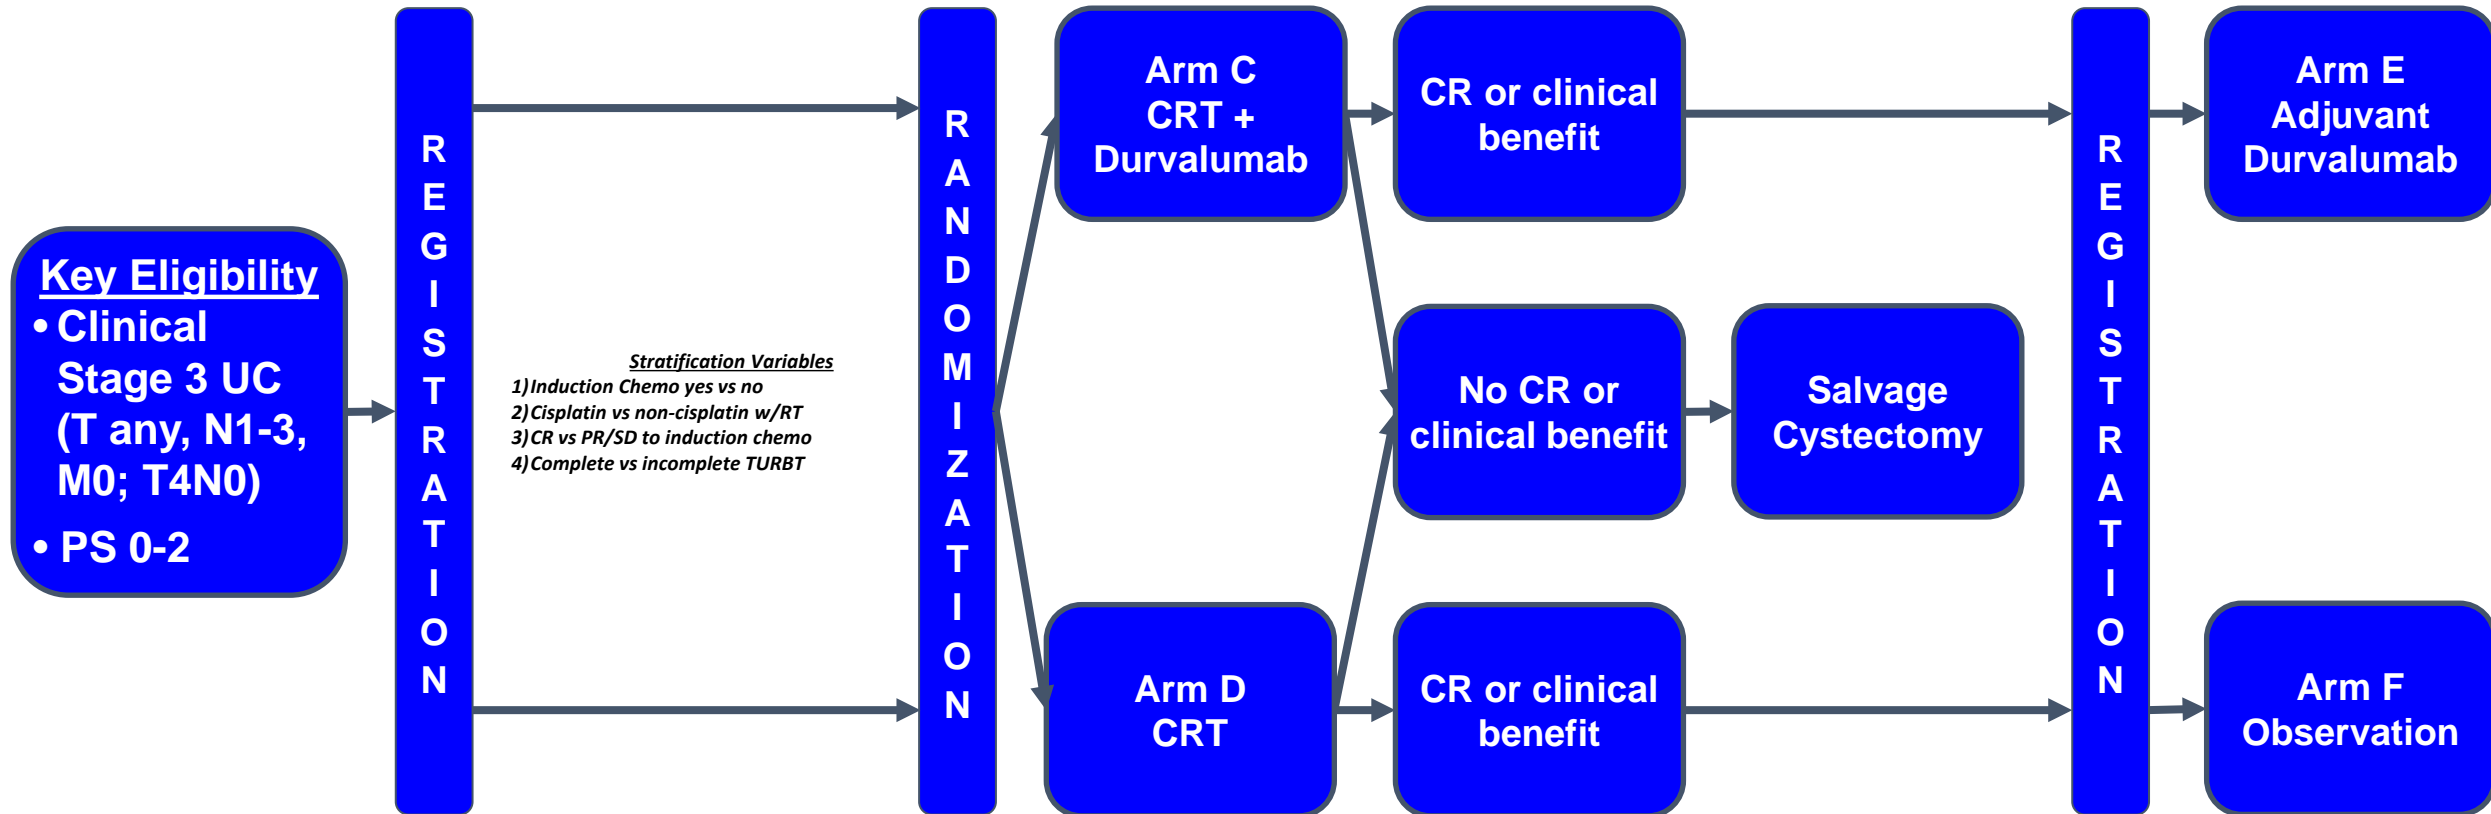 Key Eligibility
• Clinical
Stage 3 UC
(T any, N1-3,
M0; T4N0)
• PS 0-2
REGISTRATION
Stratification Variables
1)Induction Chemo yes vs no
2)Cisplatin vs non-cisplatin w/RT
3)CR vs PR/SD to induction chemo
4)Complete vs incomplete TURBT
RANDOMIZATION
Arm C
CRT +
Durvalumab
CR or clinical
benefit
No CR or
clinical benefit
Salvage
Cystectomy
Arm D
CRT
CR or clinical
benefit
REGISTRATION
Arm E
Adjuvant
Durvalumab
Arm F
Observation